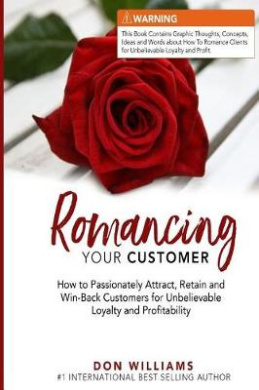 WARNING
This Book Contains Graphic Thoughts, Concepts,
Ideas and Words about How To Romance Clients
for Unbelievable Loyalty and Profit.
Romancing
YOUR CUSTOMER
How to Passionately Attract, Retain and
Win-Back Customers for Unbelievable
Loyalty and Profitability
DON WILLIAMS
#1 INTERNATIONAL BEST SELLING AUTHOR